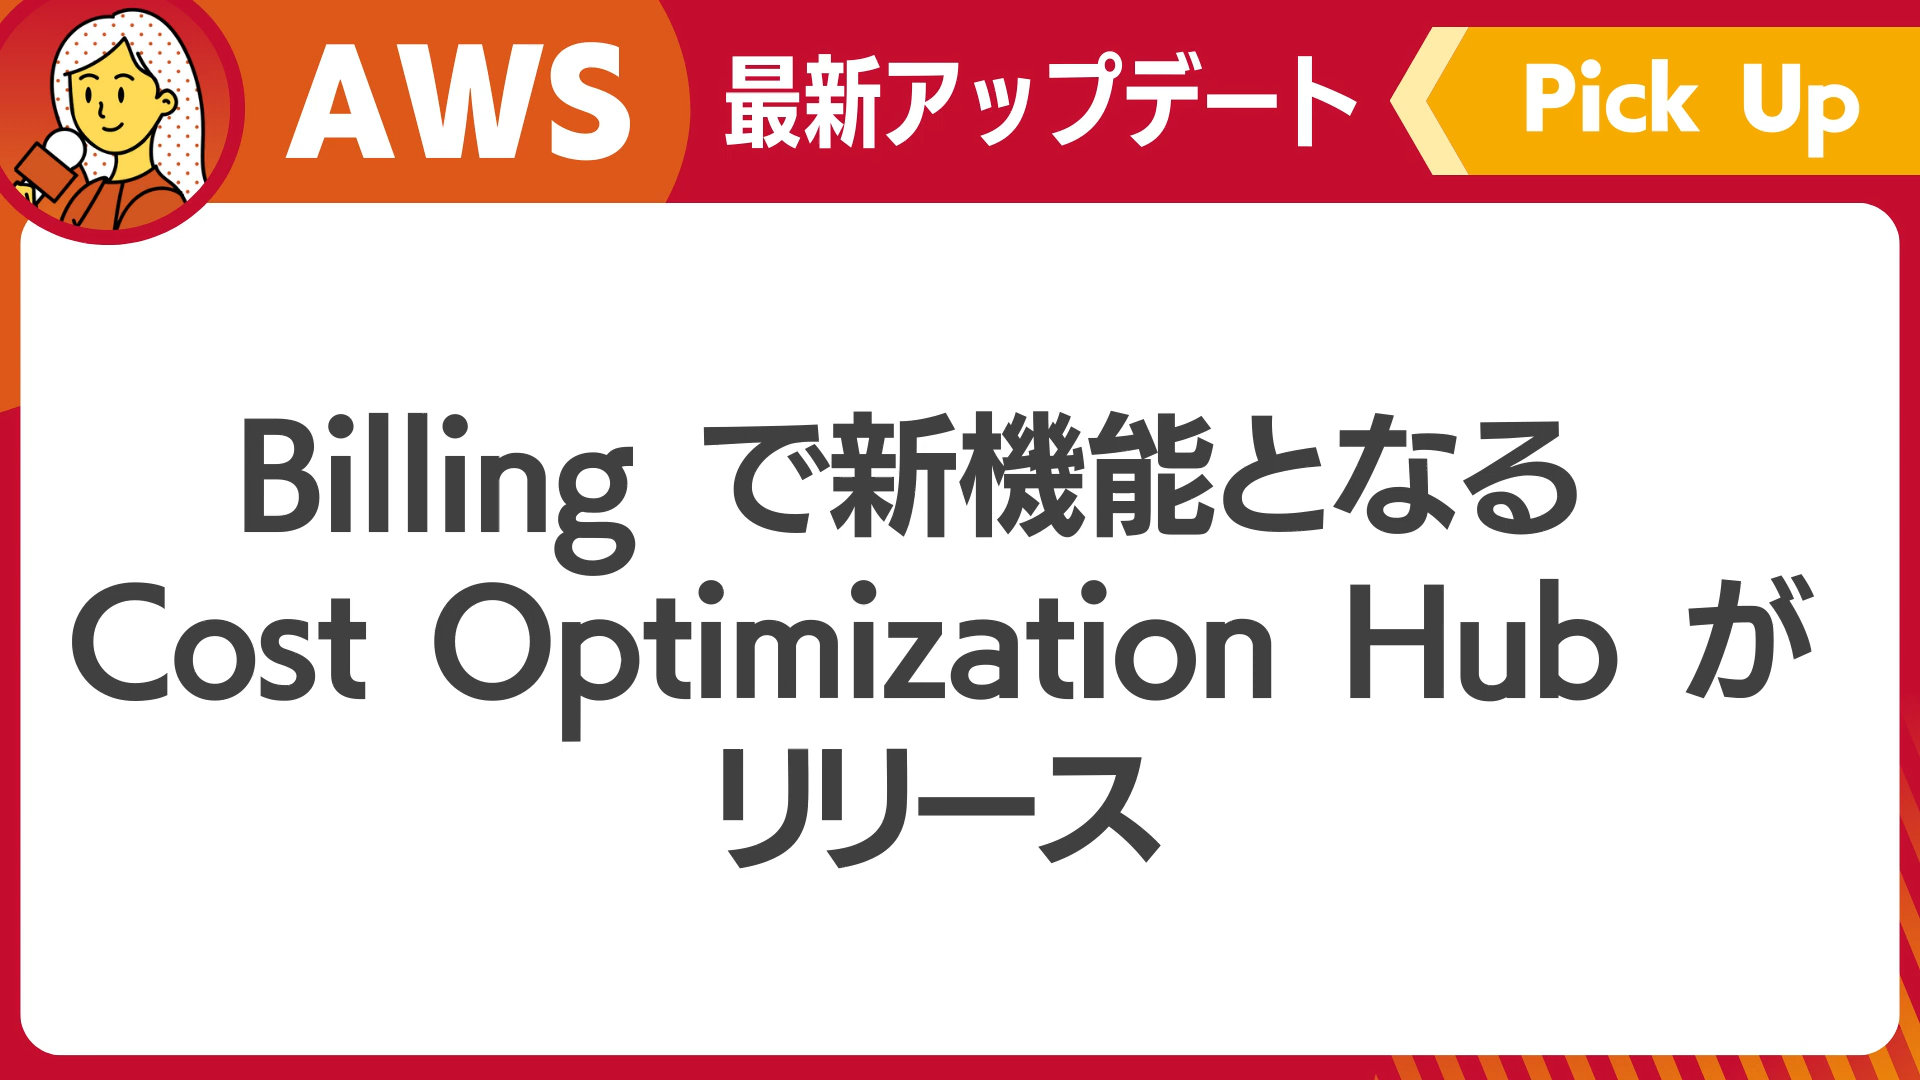 AWS 最新アップデート Pick Up
Billing で新機能となる
Cost Optimization Hub が
リリース